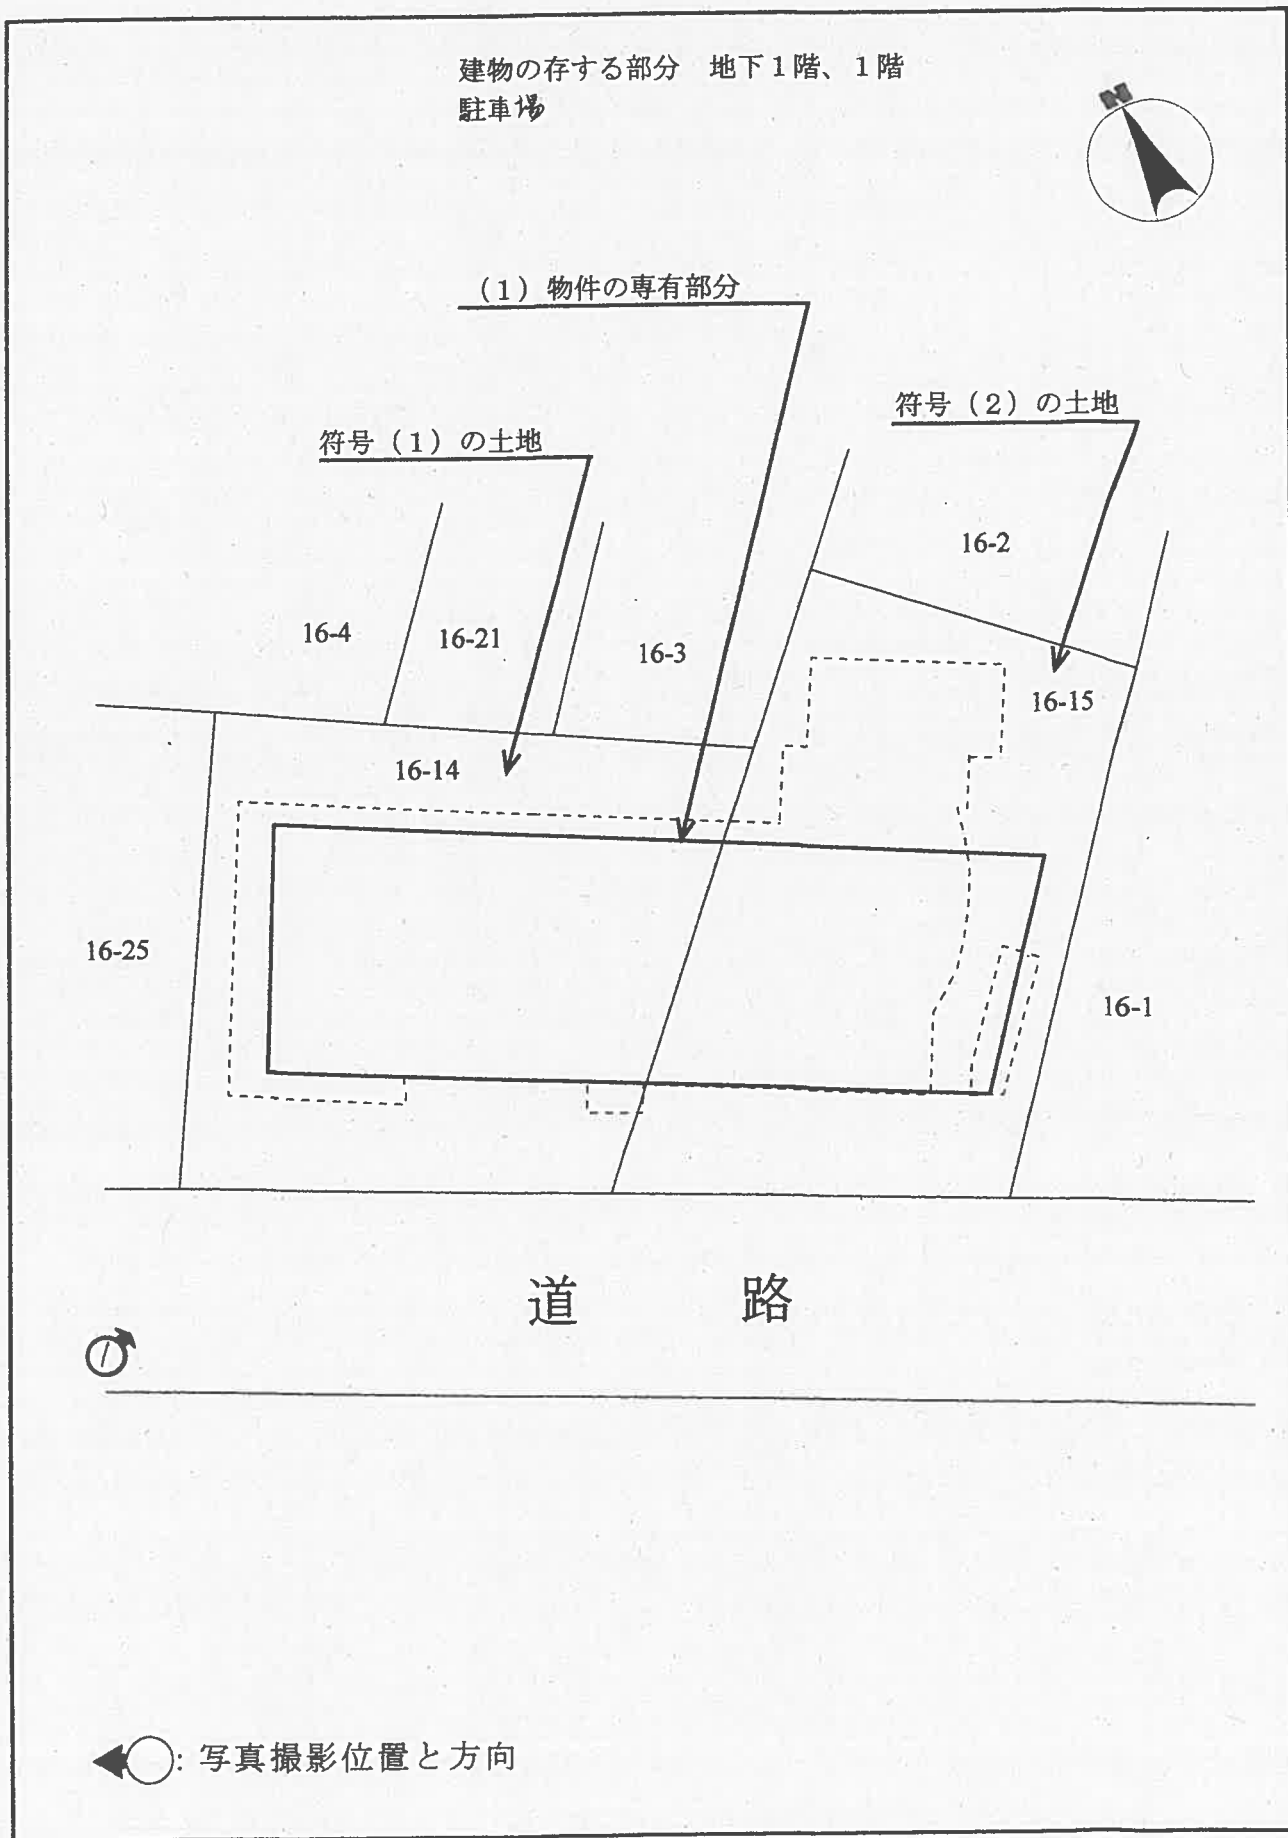 建物の存する部分　地下1階、1階
駐車場
N
(1) 物件の専有部分
符号 (2) の土地
符号 (1) の土地
16-2
16-4
16-21
16-3
16-15
16-14
16-25
16-1
道　路
1
: 写真撮影位置と方向